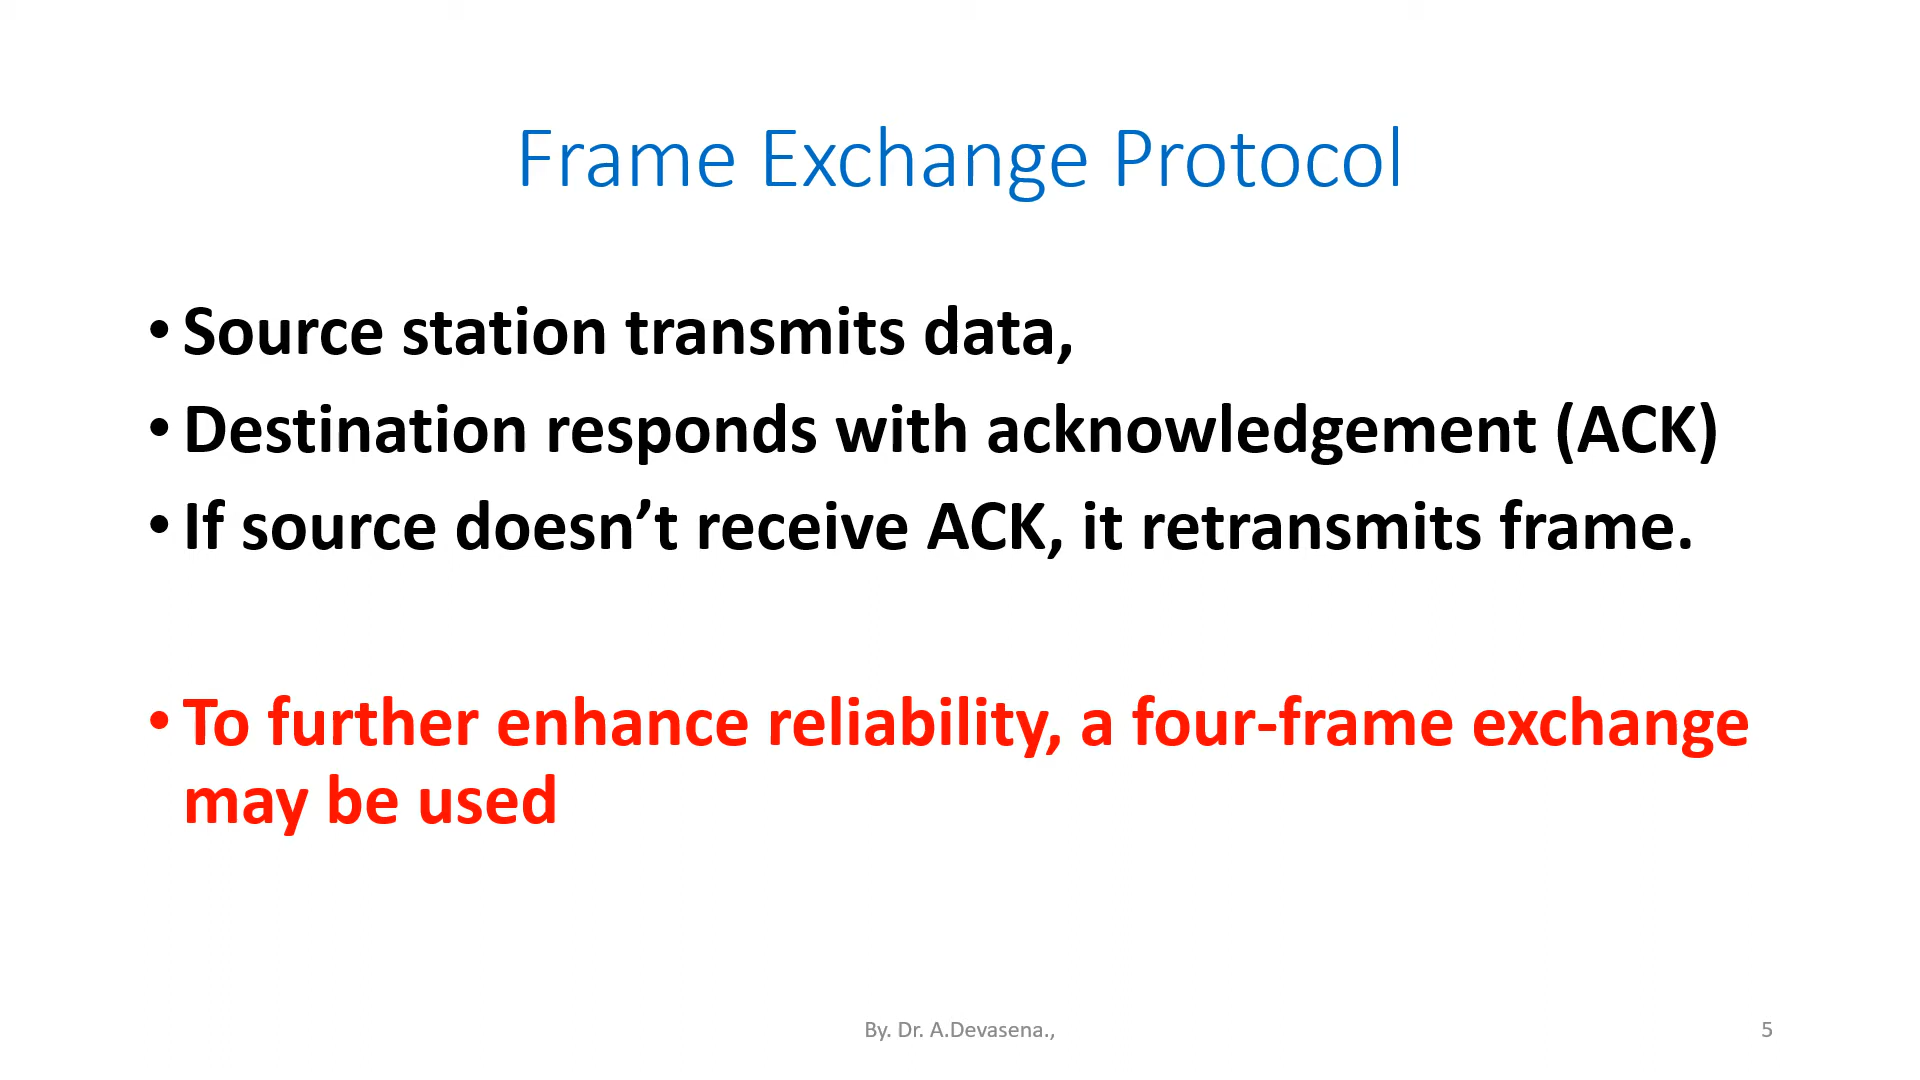 Frame Exchange Protocol
• Source station transmits data,
• Destination responds with acknowledgement (ACK)
• If source doesn’t receive ACK, it retransmits frame.
• To further enhance reliability, a four-frame exchange
may be used
By. Dr. A.Devasena.,
5